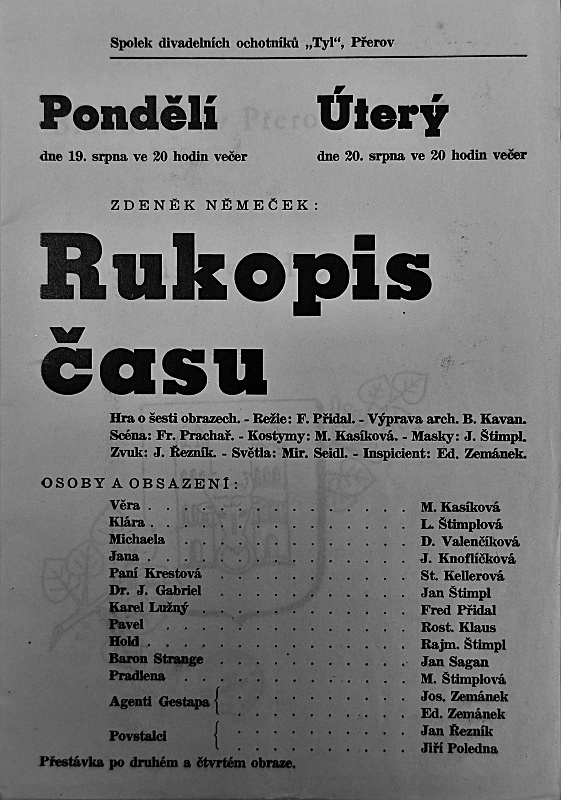 Spolek divadelních ochotníků „Tyl“, Přerov
Pondělí Úterý
dne 19. srpna ve 20 hodin večer dne 20. srpna ve 20 hodin večer
ZDENĚK NĚMEČEK:
Rukopis
času
Hra o šesti obrazech. - Režie: F. Přidal. - Výprava arch. B. Kavan.
Scéna: Fr. Prachař. - Kostymy: M. Kasíková. - Masky: J. Štimpl.
Zvuk: J. Řezník. - Světla: Mir. Seidl. - Inspicient: Ed. Zemánek.
OSOBY A OBSAZENÍ:
Věra . . . . . . . . . . . . . . . M. Kasíková
Klára . . . . . . . . . . . . . . . L. Štimplová
Michaela . . . . . . . . . . . . . D. Valenčíková
Jana . . . . . . . . . . . . . . . J. Knoflíčková
Paní Krestová . . . . . . . . . . . St. Kellerová
Dr. J. Gabriel . . . . . . . . . . . Jan Štimpl
Karel Lužný . . . . . . . . . . . . Fred Přidal
Pavel . . . . . . . . . . . . . . . Rost. Klaus
Hold . . . . . . . . . . . . . . . Rajm. Štimpl
Baron Strange . . . . . . . . . . . Jan Sagan
Pradlena . . . . . . . . . . . . . M. Štimplová
Agenti Gestapa { . . . . . . . . . . Jos. Zemánek
. . . . . . . . . . Ed. Zemánek
Povstalci { . . . . . . . . . . Jan Řezník
. . . . . . . . . . Jiří Poledna
Přestávka po druhém a čtvrtém obraze.